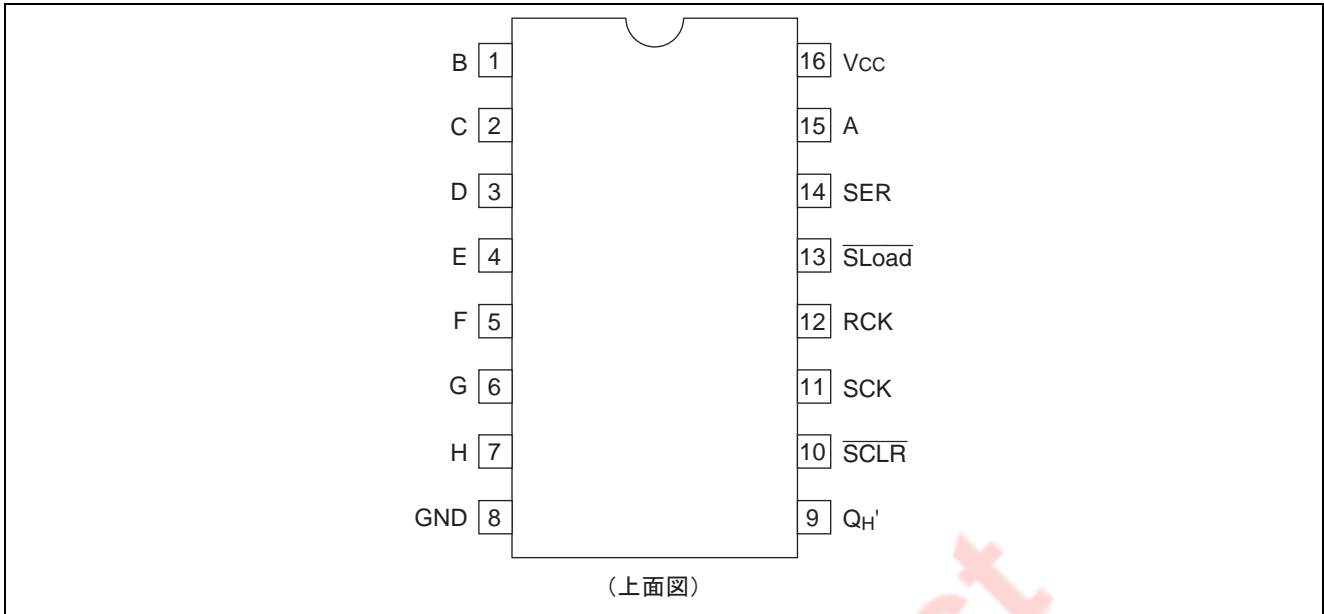 B 1 16 VCC
C 2 15 A
D 3 14 SER
E 4 13 SLoad
F 5 12 RCK
G 6 11 SCK
H 7 10 SCLR
GND 8 9 QH'
(上面図)